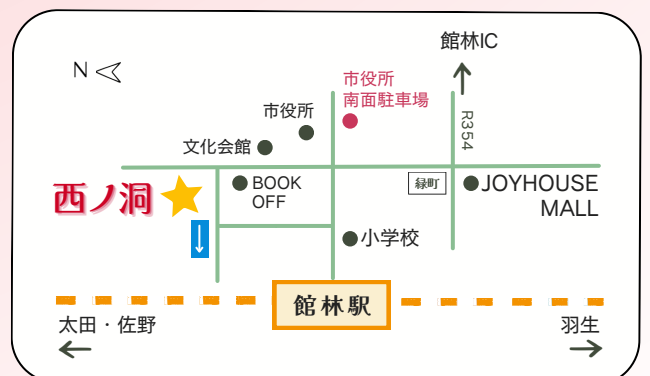 館林IC
N
市役所
南面駐車場
市役所
R354
文化会館
西ノ洞
BOOK
OFF
緑町
JOYHOUSE
MALL
小学校
館林駅
太田・佐野
羽生